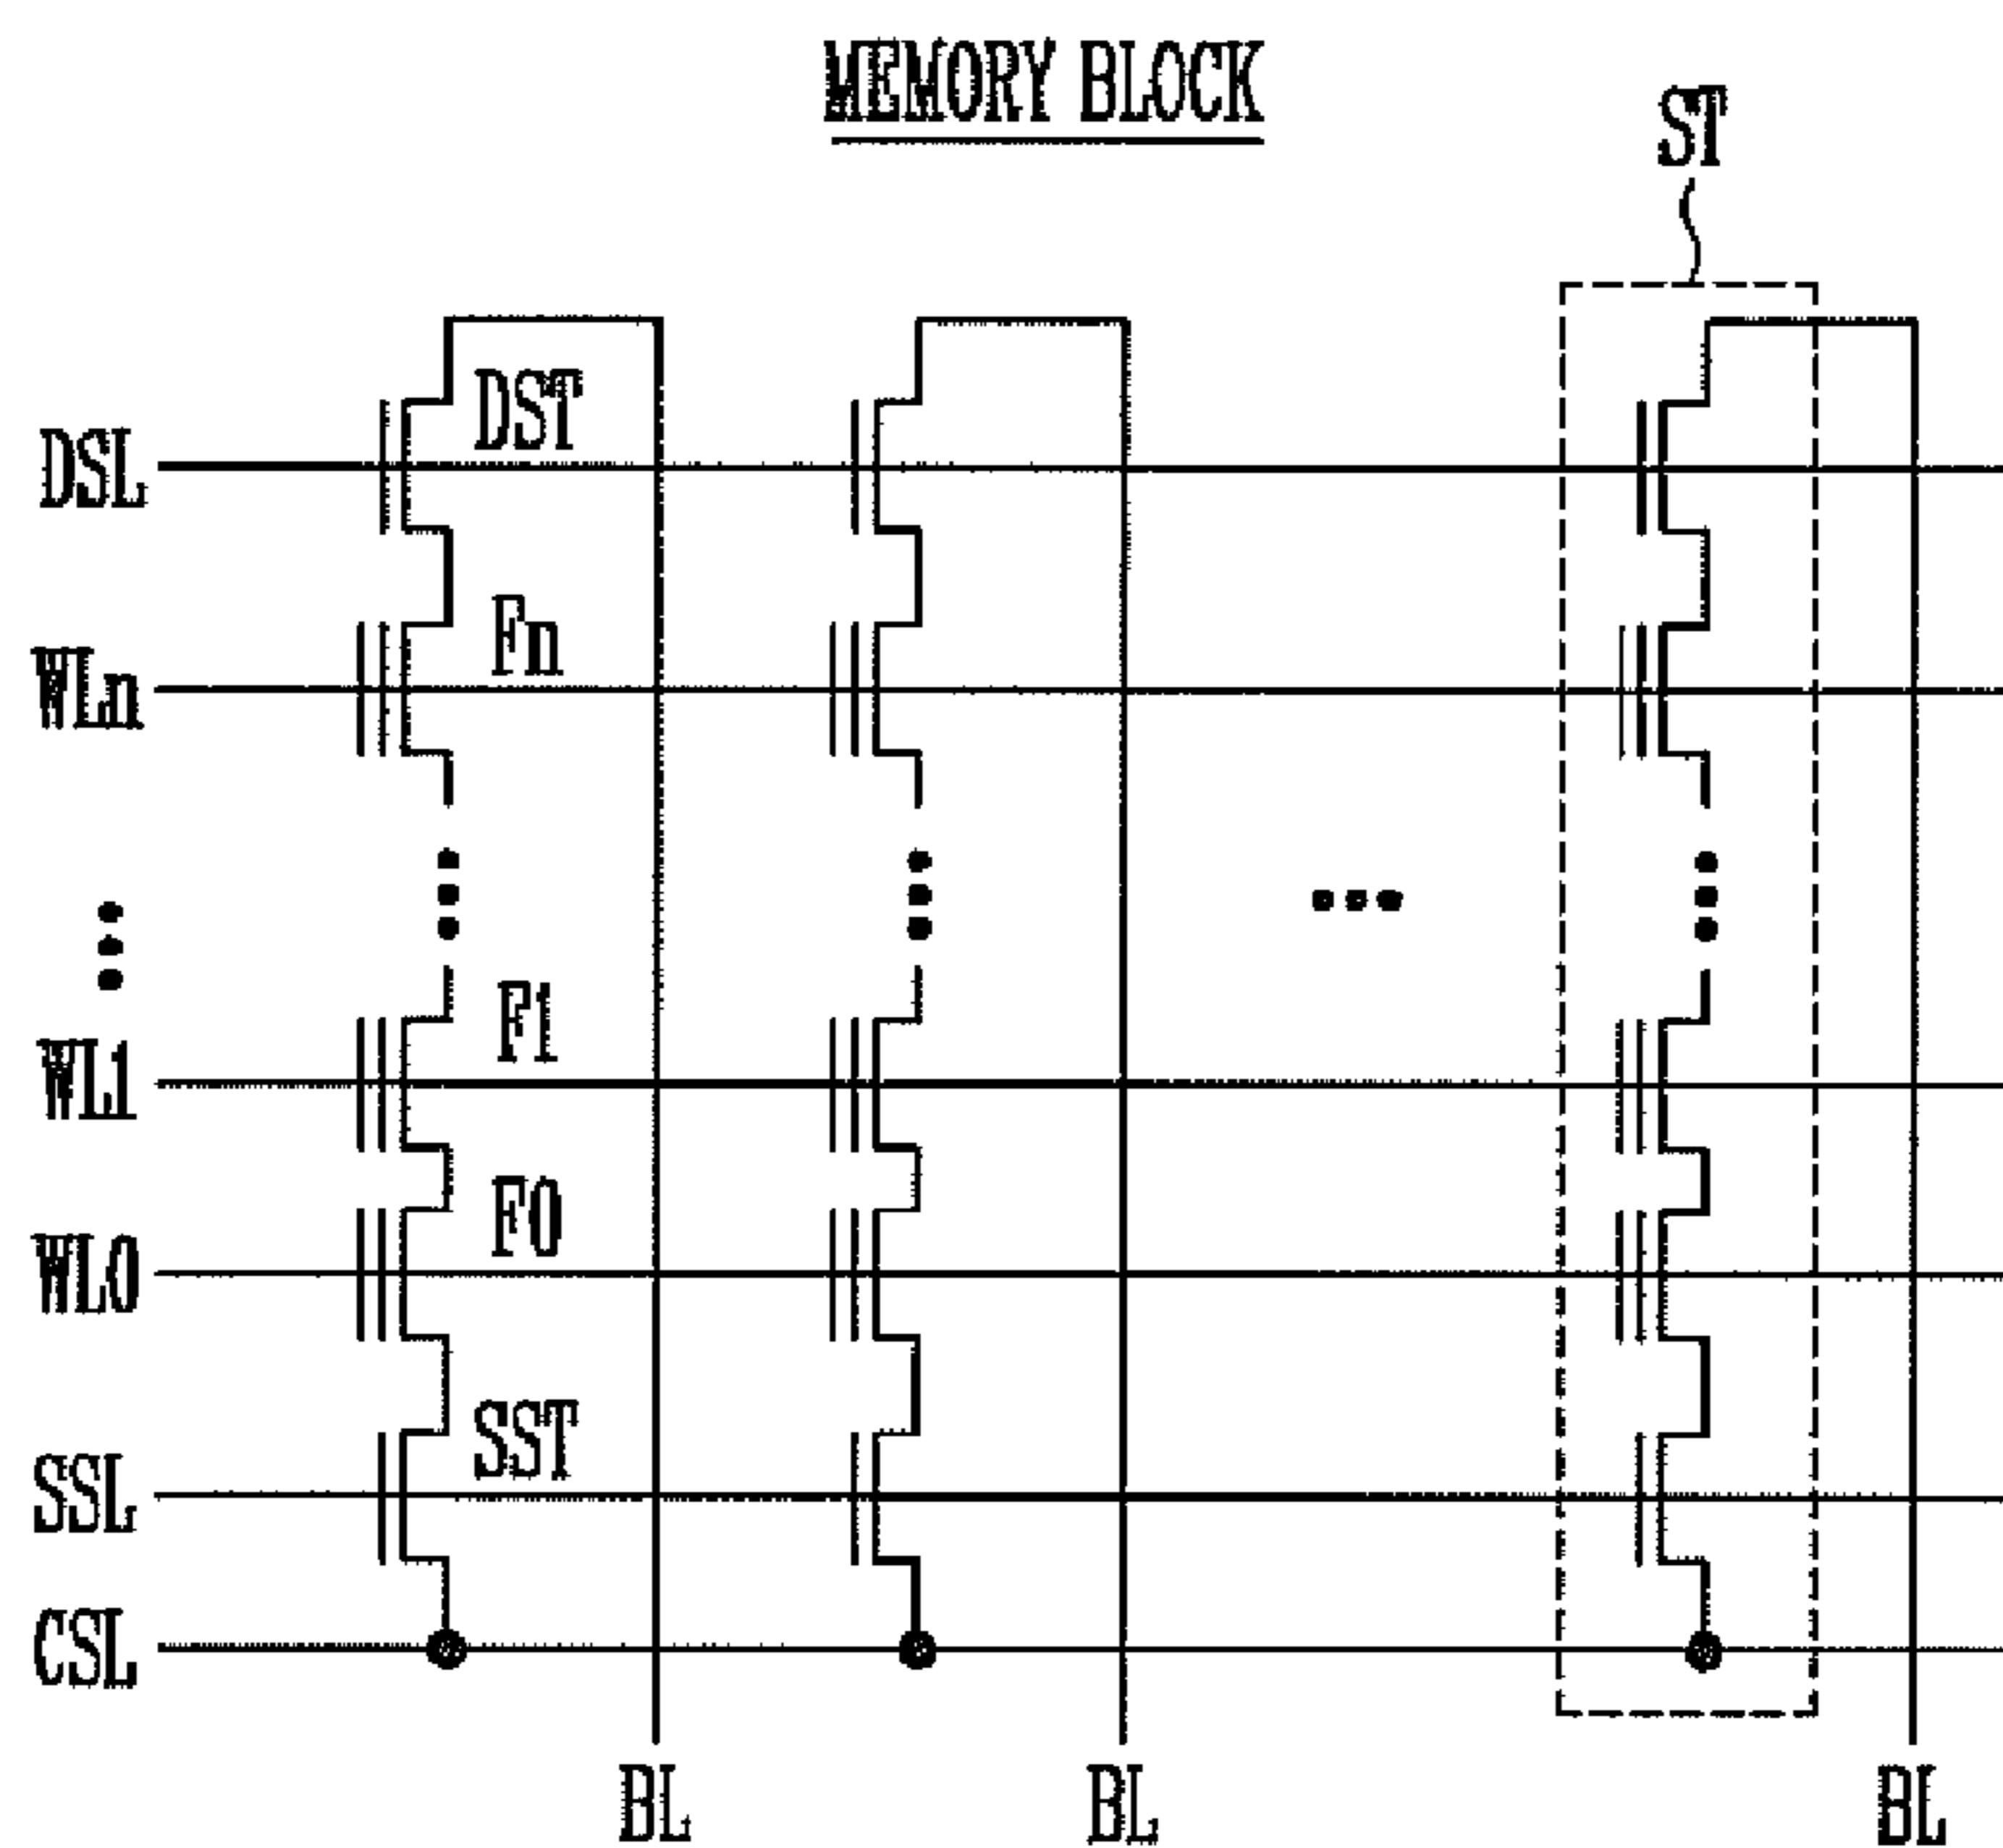 MEMORY BLOCK
ST
DST
DSL
Fn
WLn
F1
WL1
F0
WL0
SST
SSL
CSL
BL BL BL